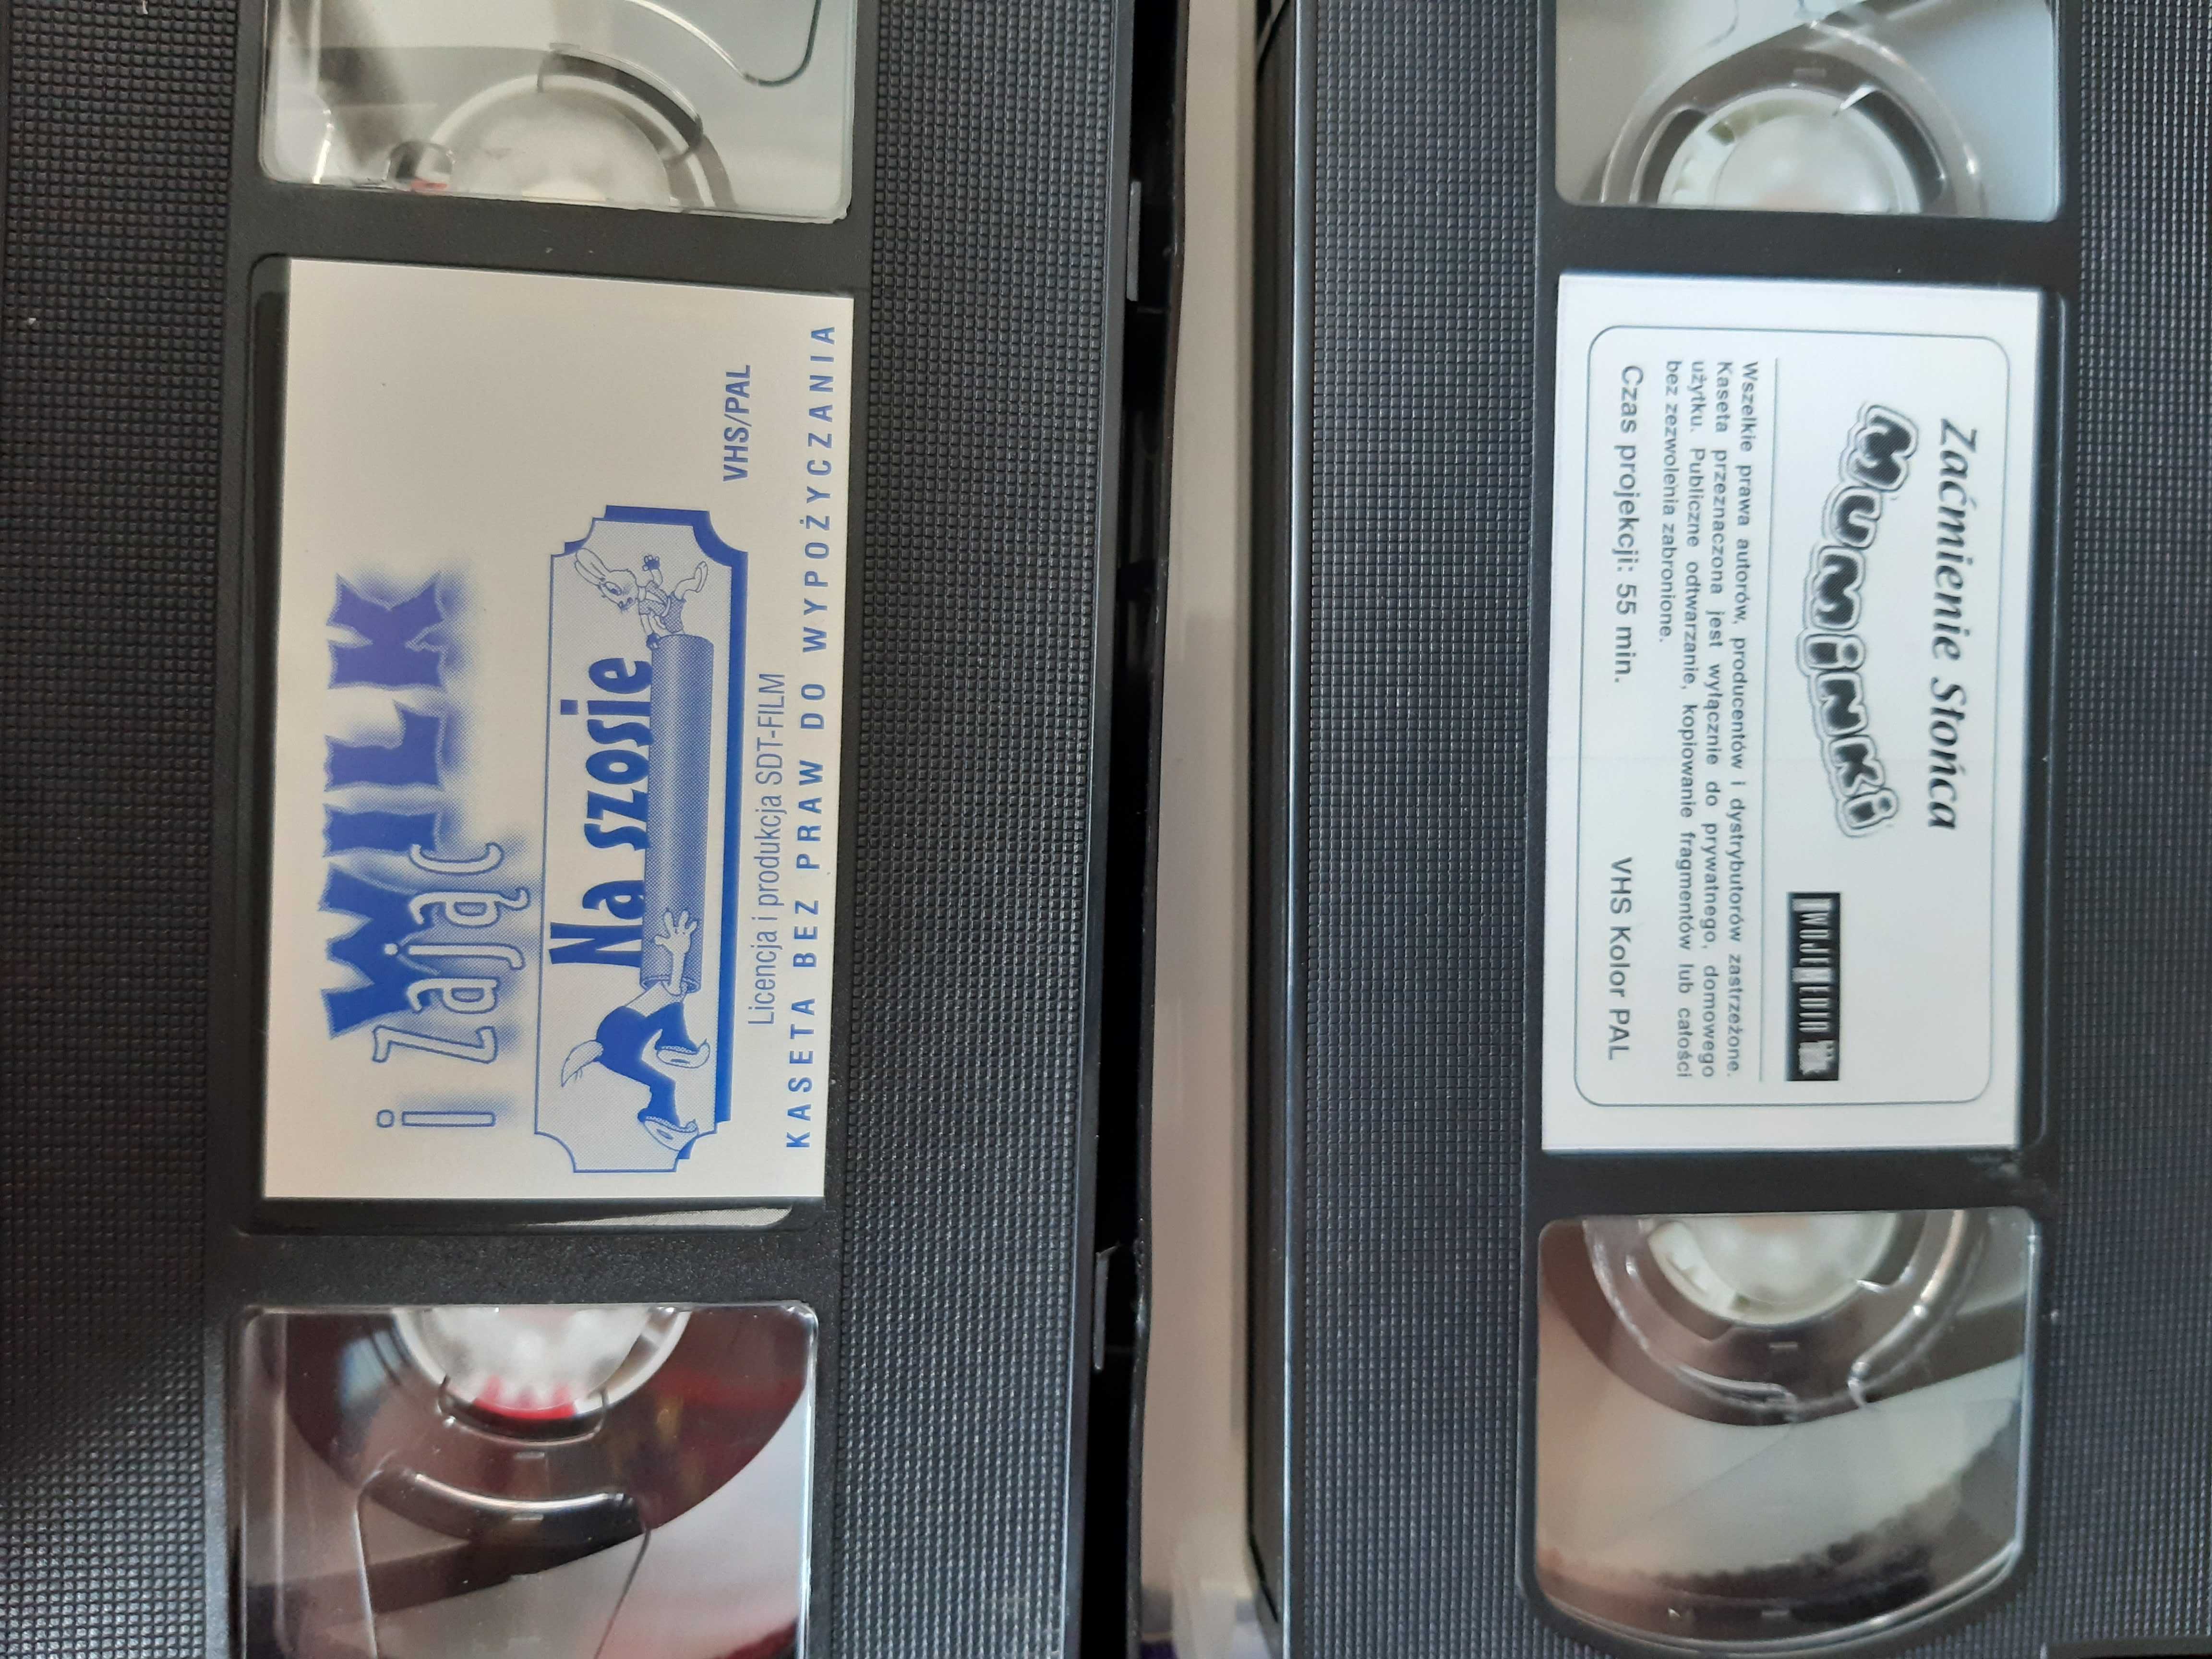 WILK
i Zając
Na szosie
VHS/PAL
Licencja i produkcja SDT-FILM
KASETA BEZ PRAW DO WYPOŻYCZANIA
Zaćmienie Słońca
MUMiNKi
TWOJE VIDEO
Wszelkie prawa autorów, producentów i dystrybutorów zastrzeżone.
Kaseta przeznaczona jest wyłącznie do prywatnego, domowego
użytku. Publiczne odtwarzanie, kopiowanie fragmentów lub całości
bez zezwolenia zabronione.
Czas projekcji: 55 min. VHS Kolor PAL